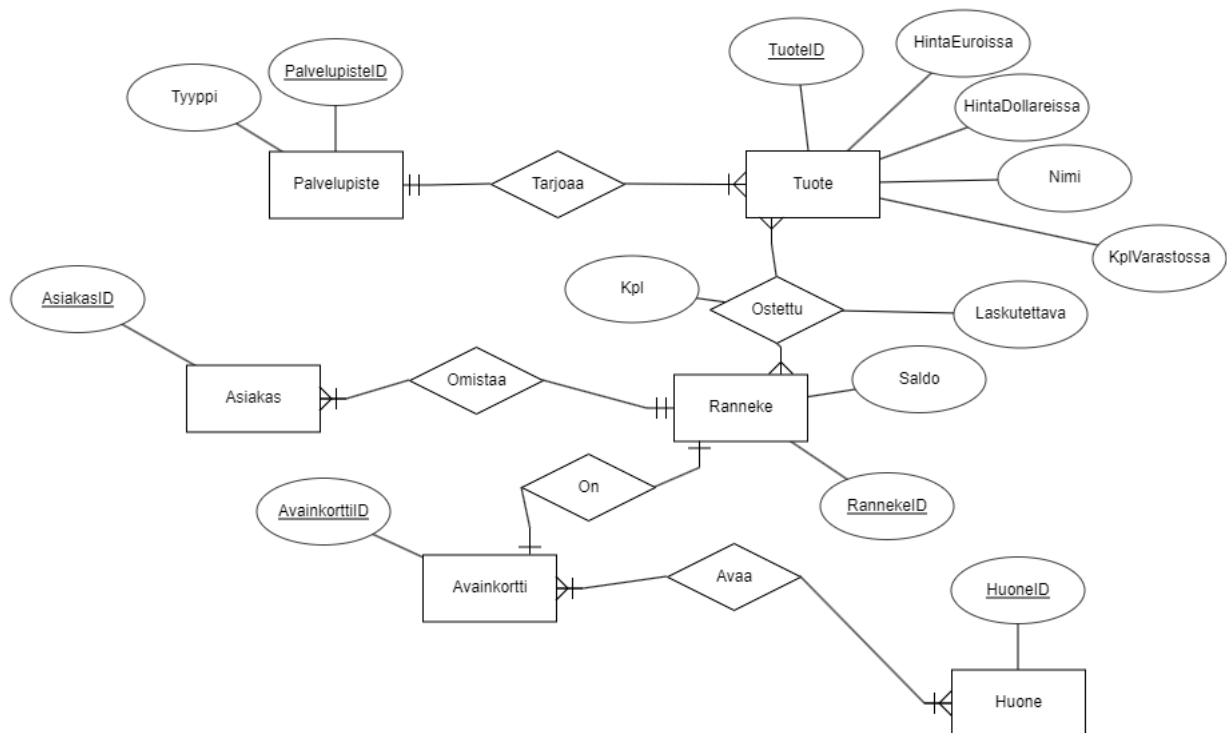 TuoteID
HintaEuroissa
PalvelupisteID
Tyyppi
HintaDollareissa
Palvelupiste
Tarjoaa
Tuote
Nimi
KplVarastossa
AsiakasID
Kpl
Ostettu
Laskutettava
Asiakas
Omistaa
Ranneke
Saldo
On
AvainkorttiID
RannekeID
Avainkortti
Avaa
HuoneID
Huone